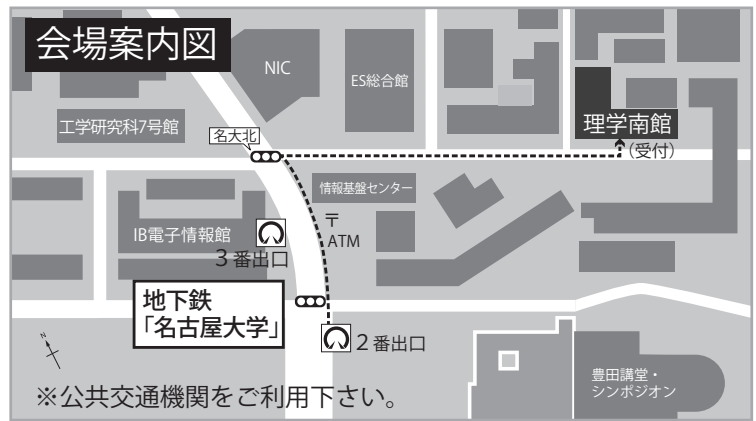 会場案内図
NIC
ES総合館
工学研究科7号館
理学南館
名大北
(受付)
情報基盤センター
〒
ATM
IB電子情報館
3番出口
地下鉄
「名古屋大学」
2番出口
N
豊田講堂・
シンポジオン
※公共交通機関をご利用下さい。